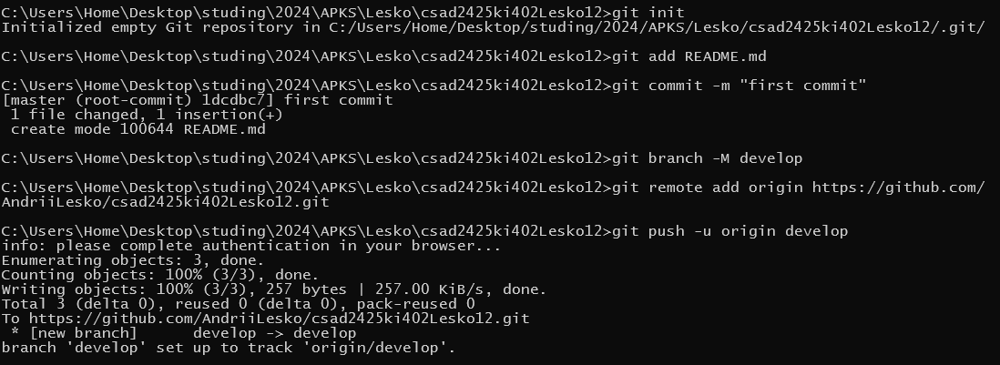 C:\Users\Home\Desktop\studing\2024\APKS\Lesko\csad2425ki402Lesko12>git init
Initialized empty Git repository in C:/Users/Home/Desktop/studing/2024/APKS/Lesko/csad2425ki402Lesko12/.git/
C:\Users\Home\Desktop\studing\2024\APKS\Lesko\csad2425ki402Lesko12>git add README.md
C:\Users\Home\Desktop\studing\2024\APKS\Lesko\csad2425ki402Lesko12>git commit -m "first commit"
[master (root-commit) 1dcdbc7] first commit
 1 file changed, 1 insertion(+)
 create mode 100644 README.md
C:\Users\Home\Desktop\studing\2024\APKS\Lesko\csad2425ki402Lesko12>git branch -M develop
C:\Users\Home\Desktop\studing\2024\APKS\Lesko\csad2425ki402Lesko12>git remote add origin https://github.com/
AndriiLesko/csad2425ki402Lesko12.git
C:\Users\Home\Desktop\studing\2024\APKS\Lesko\csad2425ki402Lesko12>git push -u origin develop
info: please complete authentication in your browser...
Enumerating objects: 3, done.
Counting objects: 100% (3/3), done.
Writing objects: 100% (3/3), 257 bytes | 257.00 KiB/s, done.
Total 3 (delta 0), reused 0 (delta 0), pack-reused 0
To https://github.com/AndriiLesko/csad2425ki402Lesko12.git
 * [new branch]      develop -> develop
branch 'develop' set up to track 'origin/develop'.